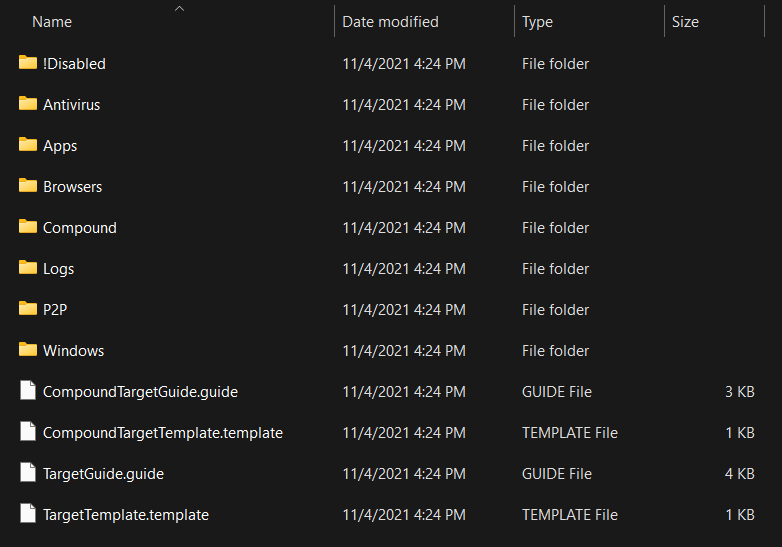 Name Date modified Type Size
!Disabled 11/4/2021 4:24 PM File folder
Antivirus 11/4/2021 4:24 PM File folder
Apps 11/4/2021 4:24 PM File folder
Browsers 11/4/2021 4:24 PM File folder
Compound 11/4/2021 4:24 PM File folder
Logs 11/4/2021 4:24 PM File folder
P2P 11/4/2021 4:24 PM File folder
Windows 11/4/2021 4:24 PM File folder
CompoundTargetGuide.guide 11/4/2021 4:24 PM GUIDE File 3 KB
CompoundTargetTemplate.template 11/4/2021 4:24 PM TEMPLATE File 1 KB
TargetGuide.guide 11/4/2021 4:24 PM GUIDE File 4 KB
TargetTemplate.template 11/4/2021 4:24 PM TEMPLATE File 1 KB